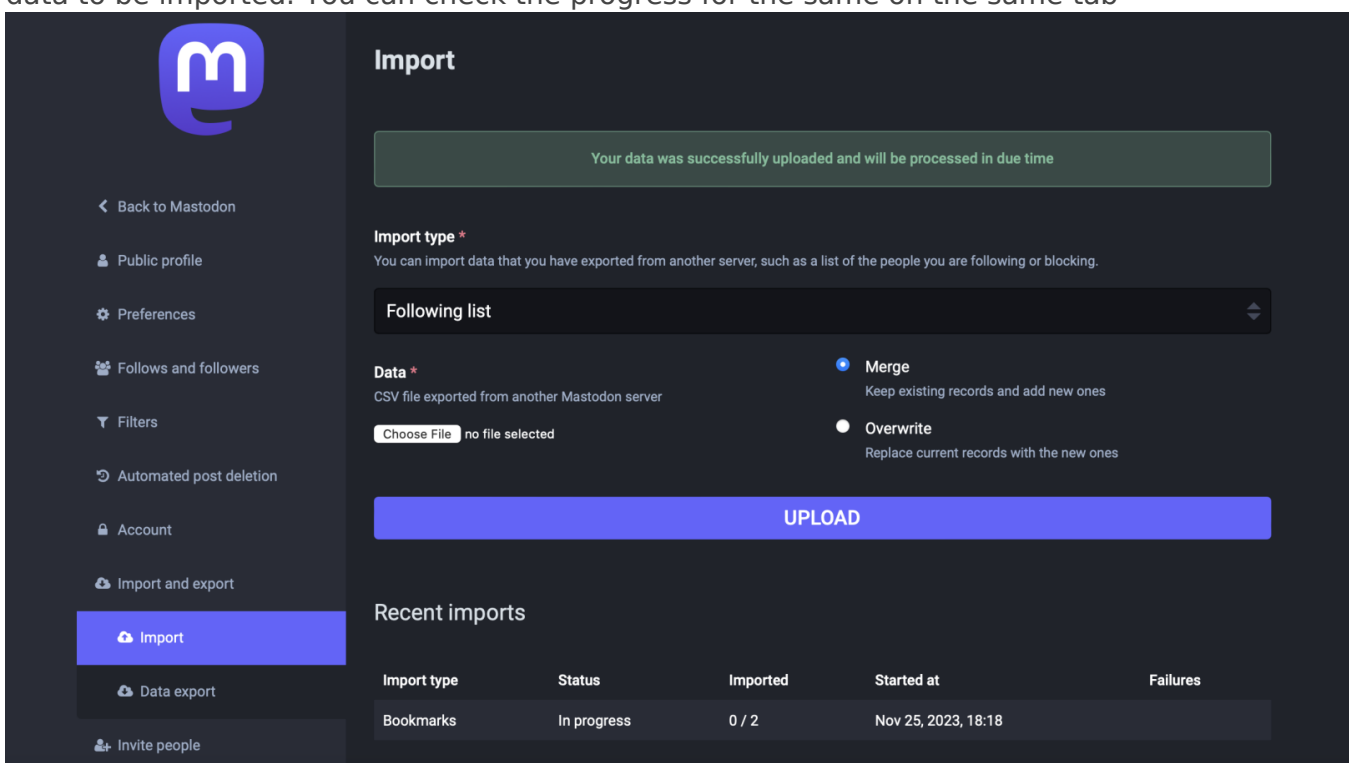 data to be imported. You can check the progress for the same on the same tab
Import
Your data was successfully uploaded and will be processed in due time
Back to Mastodon
Public profile
Preferences
Follows and followers
Filters
Automated post deletion
Account
Import and export
Import
Data export
Invite people
Import type *
You can import data that you have exported from another server, such as a list of the people you are following or blocking.
Following list
Data *
CSV file exported from another Mastodon server
Choose File no file selected
Merge
Keep existing records and add new ones
Overwrite
Replace current records with the new ones
UPLOAD
Recent imports
Import type Status Imported Started at Failures
Bookmarks In progress 0 / 2 Nov 25, 2023, 18:18